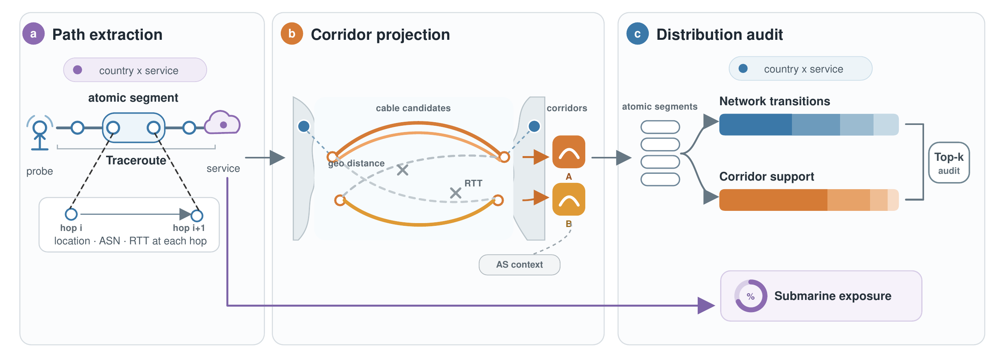 a Path extraction
country x service
atomic segment
Traceroute
probe
service
hop i
hop i+1
location · ASN · RTT at each hop
b Corridor projection
cable candidates
corridors
geo distance
RTT
A
B
AS context
c Distribution audit
country x service
atomic segments
Network transitions
Corridor support
Top-k
audit
% Submarine exposure